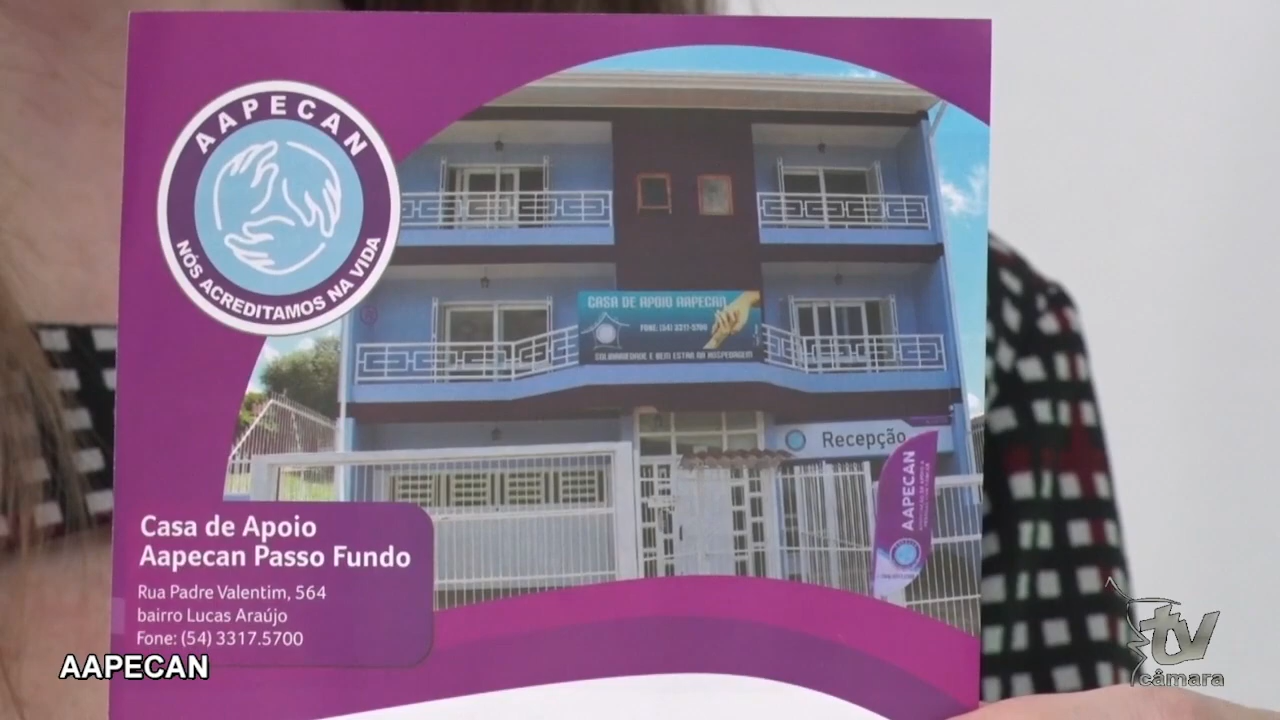 AAPECAN
NÓS ACREDITAMOS NA VIDA
CASA DE APOIO AAPECAN
FONE: (54) 3317-5700
SOLIDARIEDADE E BEM ESTAR NA HOSPEDAGEM
Recepção
AAPECAN
Casa de Apoio
Aapecan Passo Fundo
Rua Padre Valentim, 564
bairro Lucas Araújo
Fone: (54) 3317.5700
AAPECAN
tv
câmara